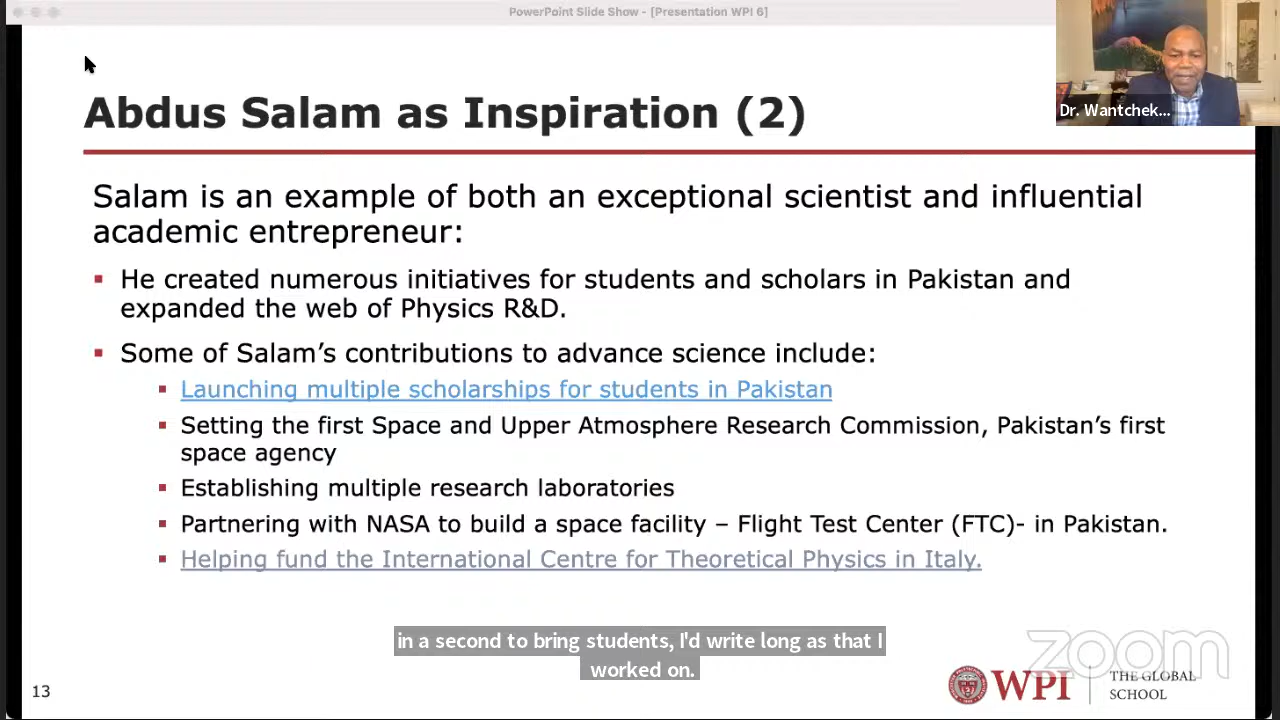 PowerPoint Slide Show - [Presentation WPI 6]
Dr. Wantchek...
Abdus Salam as Inspiration (2)
Salam is an example of both an exceptional scientist and influential
academic entrepreneur:
He created numerous initiatives for students and scholars in Pakistan and
expanded the web of Physics R&D.
Some of Salam's contributions to advance science include:
Launching multiple scholarships for students in Pakistan
Setting the first Space and Upper Atmosphere Research Commission, Pakistan's first
space agency
Establishing multiple research laboratories
Partnering with NASA to build a space facility – Flight Test Center (FTC)- in Pakistan.
Helping fund the International Centre for Theoretical Physics in Italy.
in a second to bring students, I'd write long as that I
worked on.
zoom
13
WPI
THE GLOBAL
SCHOOL